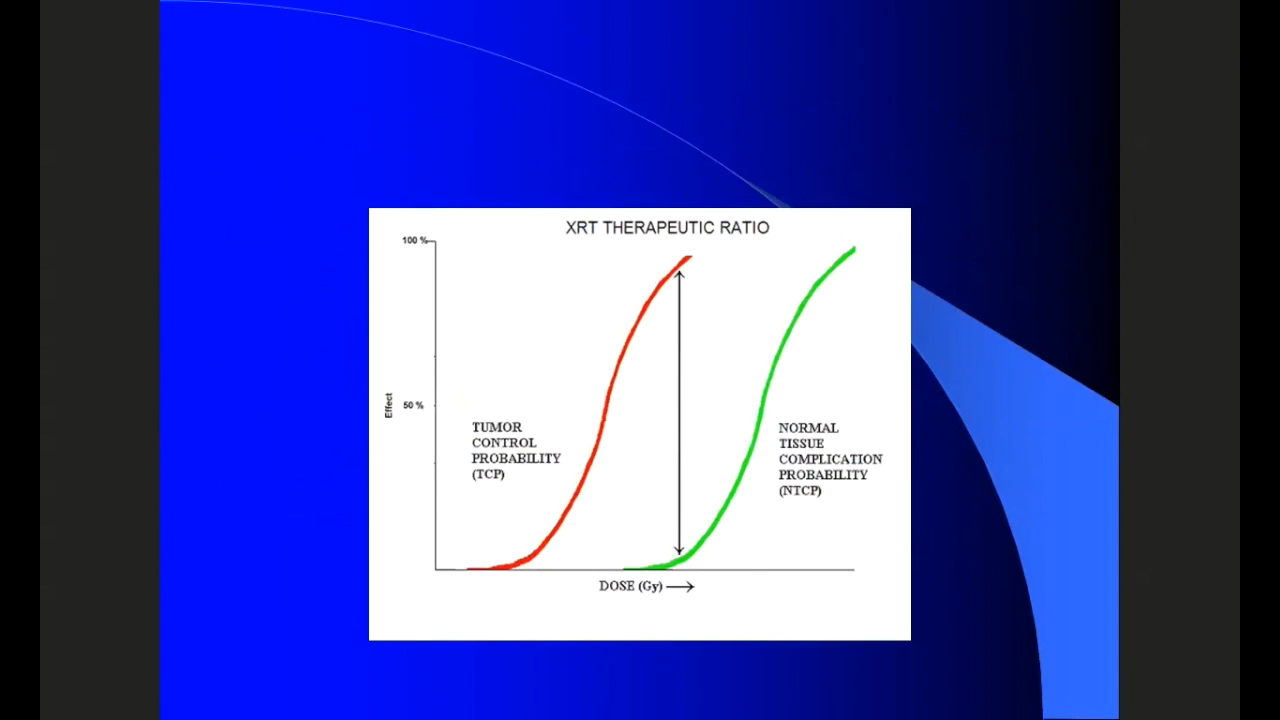 XRT THERAPEUTIC RATIO
100 %
Effect
50 %
TUMOR
CONTROL
PROBABILITY
(TCP)
NORMAL
TISSUE
COMPLICATION
PROBABILITY
(NTCP)
DOSE (Gy)